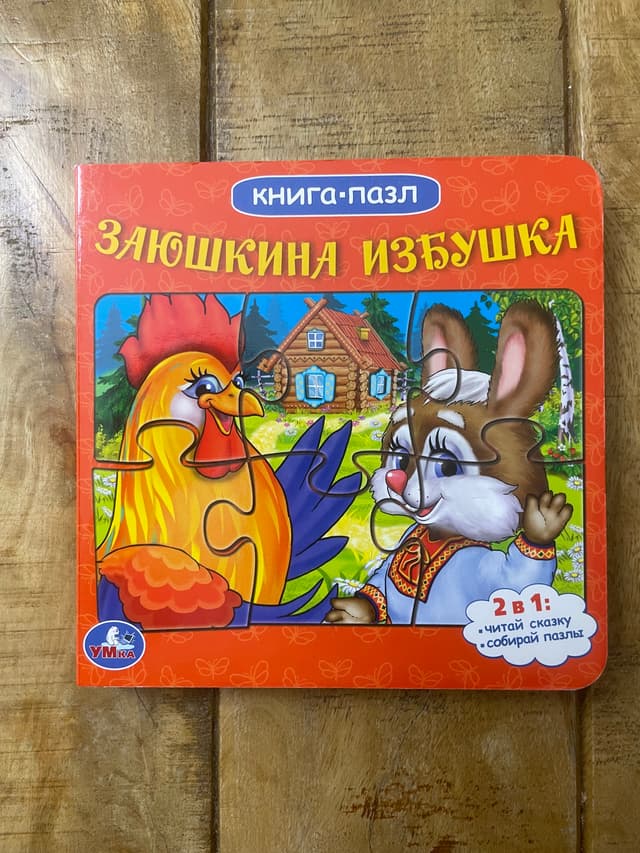 КНИГА•ПАЗЛ
ЗАЮШКИНА ИЗБУШКА
2 в 1:
•читай сказку
•собирай пазлы
УМка